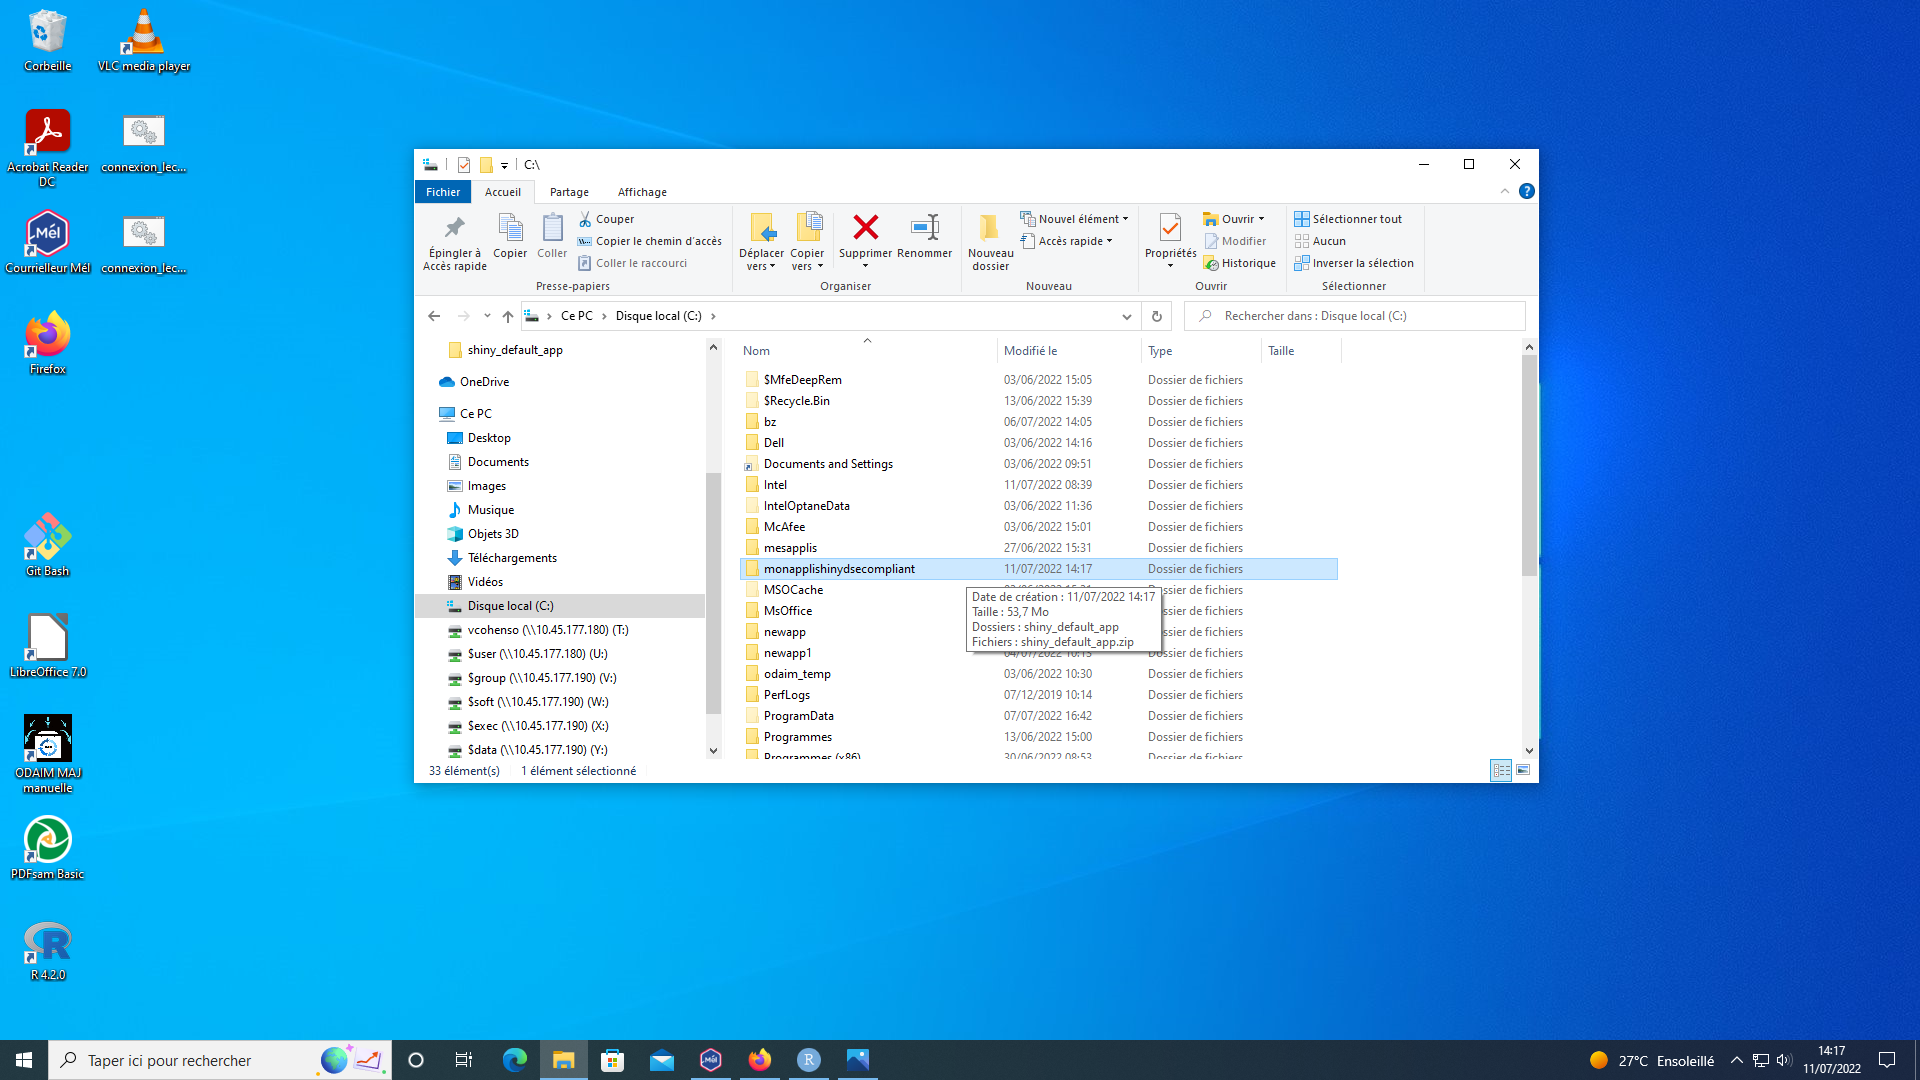 Corbeille
VLC media player
Acrobat Reader DC
connexion_lec...
Courrielleur Mél
connexion_lec...
Firefox
Git Bash
LibreOffice 7.0
ODAIM MAJ manuelle
PDFsam Basic
R 4.2.0
C:\
Fichier
Accueil
Partage
Affichage
Épingler à Accès rapide
Copier
Coller
Couper
Copier le chemin d'accès
Coller le raccourci
Presse-papiers
Déplacer vers
Copier vers
Supprimer
Renommer
Organiser
Nouveau dossier
Nouvel élément
Accès rapide
Nouveau
Propriétés
Ouvrir
Modifier
Historique
Ouvrir
Sélectionner tout
Aucun
Inverser la sélection
Sélectionner
Ce PC
Disque local (C:)
Rechercher dans : Disque local (C:)
shiny_default_app
OneDrive
Ce PC
Desktop
Documents
Images
Musique
Objets 3D
Téléchargements
Vidéos
Disque local (C:)
vcohenso (\\10.45.177.180) (T:)
$user (\\10.45.177.180) (U:)
$group (\\10.45.177.190) (V:)
$soft (\\10.45.177.190) (W:)
$exec (\\10.45.177.190) (X:)
$data (\\10.45.177.190) (Y:)
Nom Modifié le Type Taille
$MfeDeepRem 03/06/2022 15:05 Dossier de fichiers
$Recycle.Bin 13/06/2022 15:39 Dossier de fichiers
bz 06/07/2022 14:05 Dossier de fichiers
Dell 03/06/2022 14:16 Dossier de fichiers
Documents and Settings 03/06/2022 09:51 Dossier de fichiers
Intel 11/07/2022 08:39 Dossier de fichiers
IntelOptaneData 03/06/2022 11:36 Dossier de fichiers
McAfee 03/06/2022 15:01 Dossier de fichiers
mesapplis 27/06/2022 15:31 Dossier de fichiers
monapplishinydsecompliant 11/07/2022 14:17 Dossier de fichiers
MSOCache Dossier de fichiers
MsOffice Dossier de fichiers
newapp Dossier de fichiers
newapp1 Dossier de fichiers
odaim_temp 03/06/2022 10:30 Dossier de fichiers
PerfLogs 07/12/2019 10:14 Dossier de fichiers
ProgramData 07/07/2022 16:42 Dossier de fichiers
Programmes 13/06/2022 15:00 Dossier de fichiers
Programmes (x86) 30/06/2022 08:53 Dossier de fichiers
Date de création : 11/07/2022 14:17
Taille : 53,7 Mo
Dossiers : shiny_default_app
Fichiers : shiny_default_app.zip
33 élément(s)
1 élément sélectionné
Taper ici pour rechercher
27°C Ensoleillé
14:17
11/07/2022